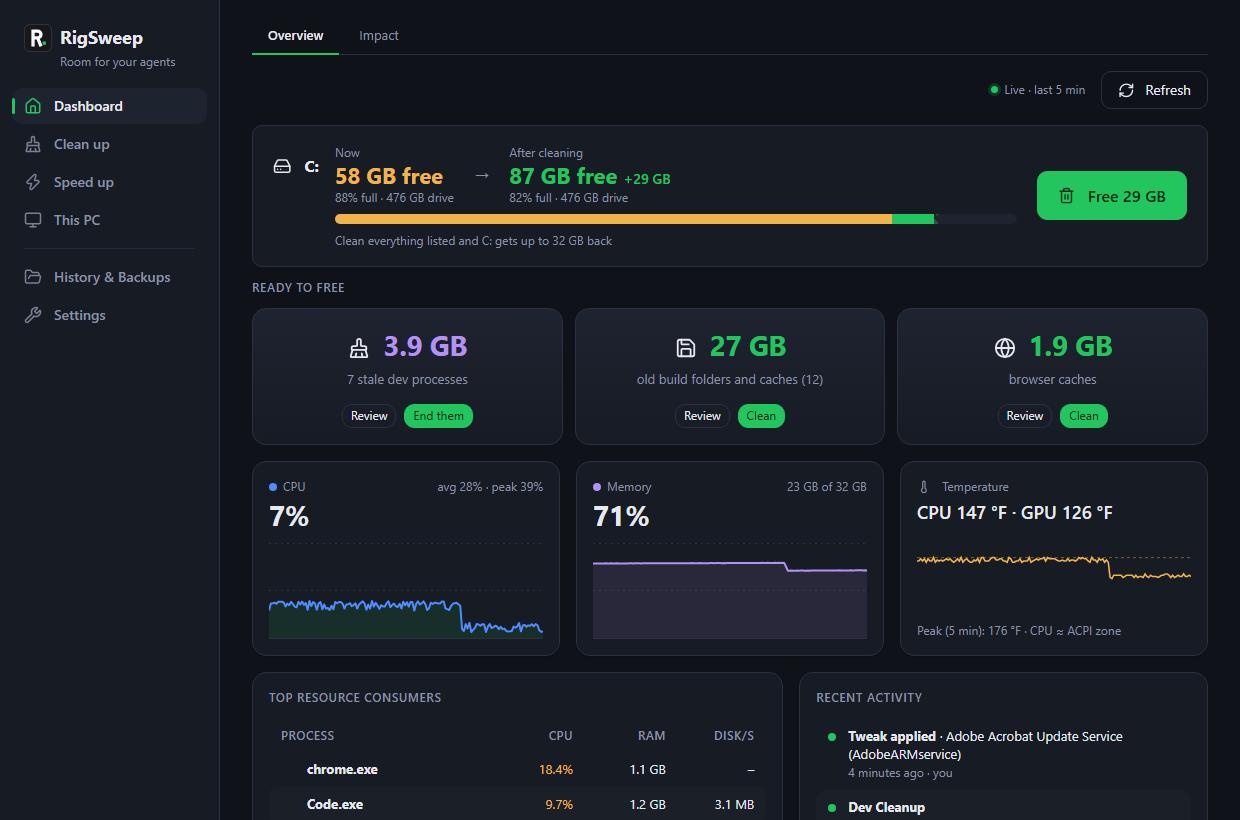 R.
RigSweep
Room for your agents
Dashboard
Clean up
Speed up
This PC
History & Backups
Settings
Overview
Impact
Live · last 5 min
Refresh
C:
Now
58 GB free
88% full · 476 GB drive
→
After cleaning
87 GB free +29 GB
82% full · 476 GB drive
Clean everything listed and C: gets up to 32 GB back
Free 29 GB
READY TO FREE
3.9 GB
7 stale dev processes
Review
End them
27 GB
old build folders and caches (12)
Review
Clean
1.9 GB
browser caches
Review
Clean
CPU
avg 28% · peak 39%
7%
Memory
23 GB of 32 GB
71%
Temperature
CPU 147 °F · GPU 126 °F
Peak (5 min): 176 °F · CPU ≈ ACPI zone
TOP RESOURCE CONSUMERS
PROCESS CPU RAM DISK/S
chrome.exe 18.4% 1.1 GB –
Code.exe 9.7% 1.2 GB 3.1 MB
RECENT ACTIVITY
Tweak applied · Adobe Acrobat Update Service
(AdobeARMservice)
4 minutes ago · you
Dev Cleanup